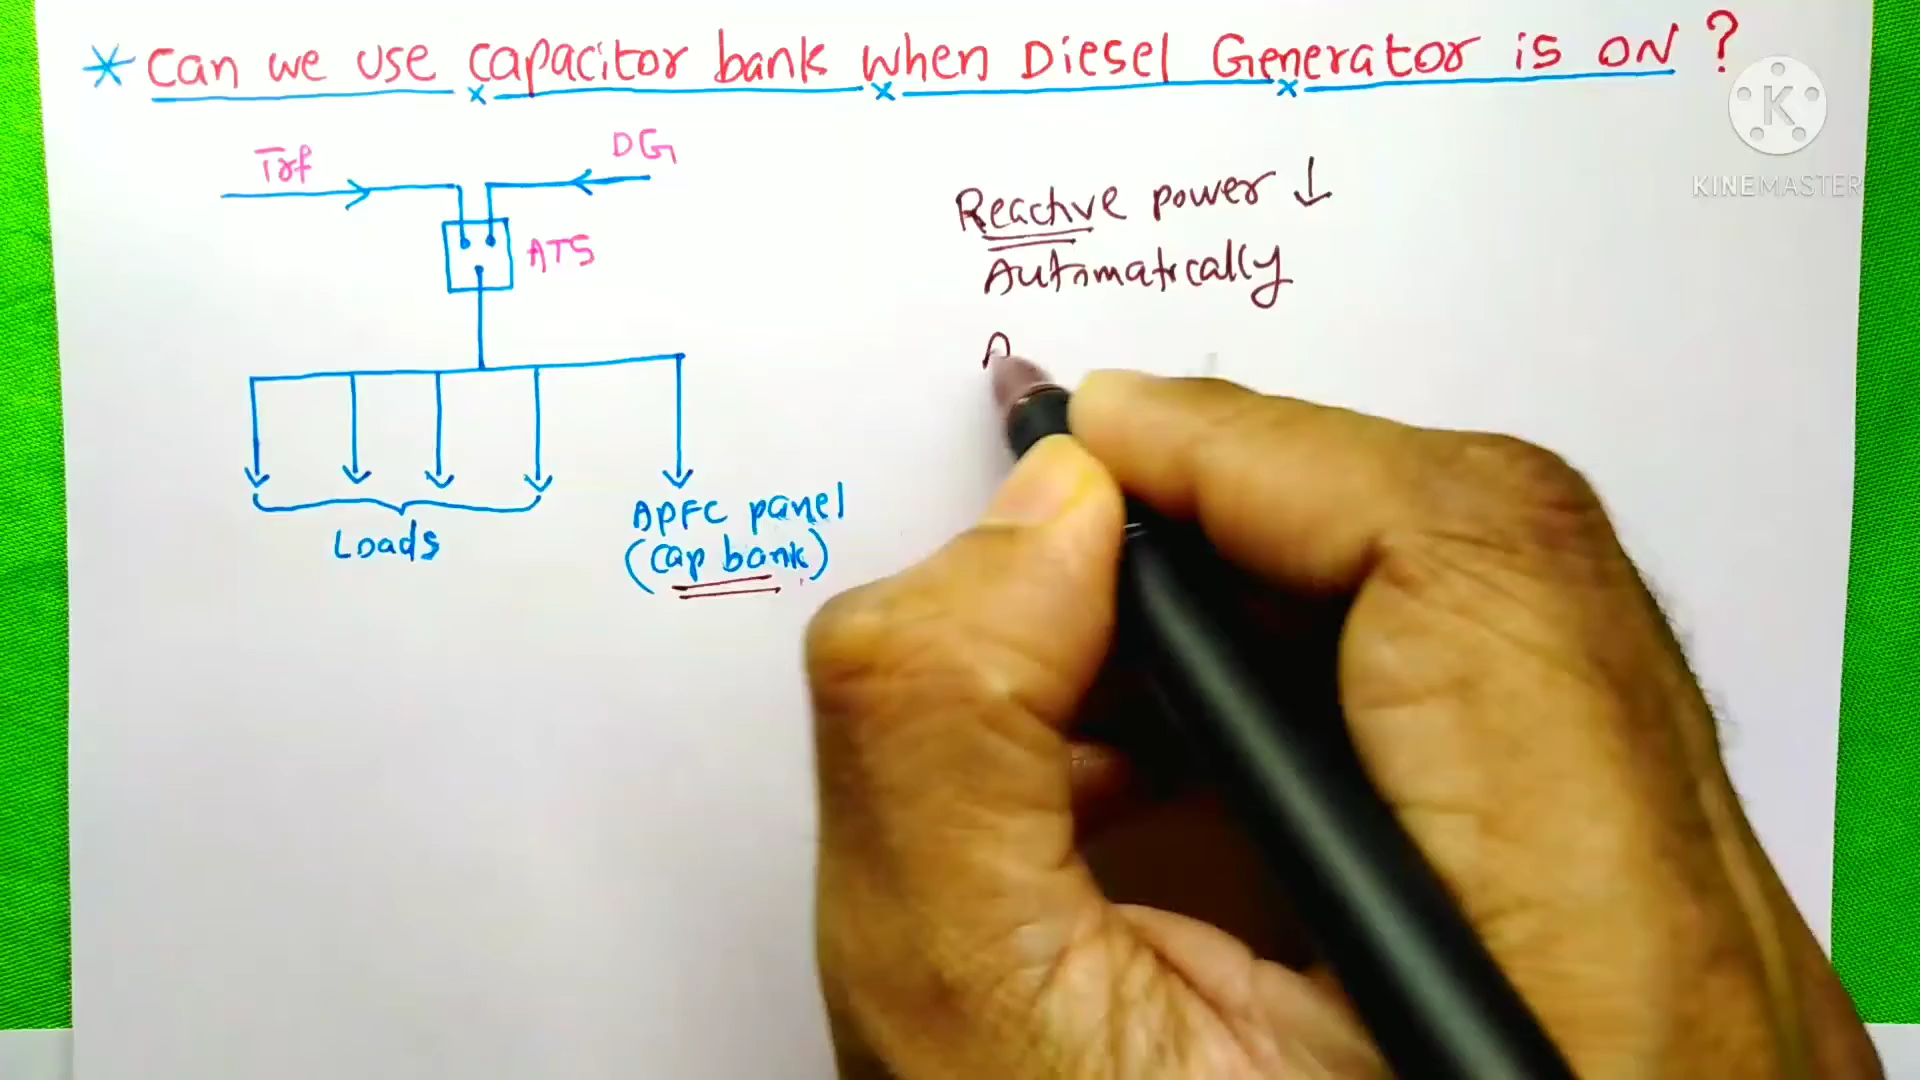 * Can we use capacitor bank when Diesel Generator is ON ?
K
KINEMASTER
Trf
DG
ATS
Reactive power ↓
Automatically
Loads
APFC panel
(Cap bank)